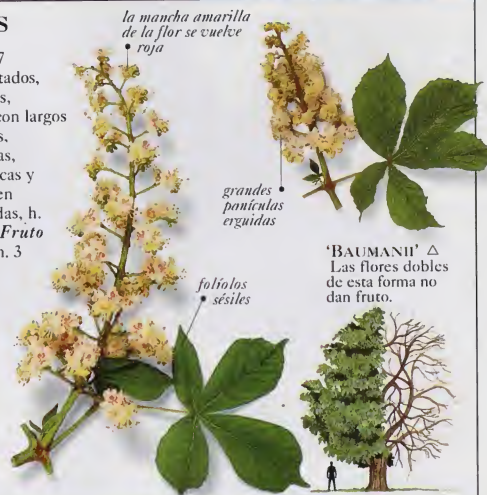 S
7
tados,
s,
con largos
s,
as,
cas y
en
das, h.
Fruto
h. 3
la mancha amarilla
de la flor se vuelve
roja
grandes
panículas
erguidas
folíolos
sésiles
'BAUMANII' △
Las flores dobles
de esta forma no
dan fruto.